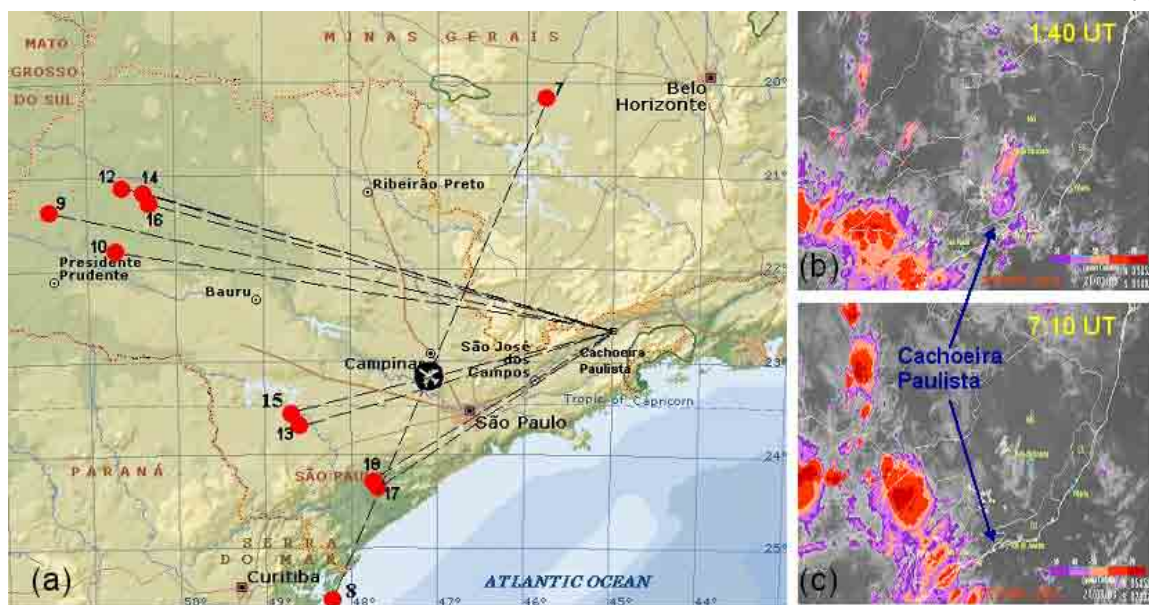 MATO
GROSSO
DO SUL
MINAS GERAIS
7
20°
Belo
Horizonte
12
14
21°
16
9
Ribeirão Preto
10
Presidente
Prudente
22°
Bauru
São José
dos
Campos
Cachoeira
Paulista
Campina
23°
Tropic of Capricorn
15
13
São Paulo
PARANÁ
SÃO PAU
18
17
24°
SERRA
DO MAR
25°
(a)
Curitiba
8
ATLANTIC OCEAN
50°
49°
48°
47°
46°
45°
44°
1:40 UT
(b)
Cachoeira
Paulista
7:10 UT
(c)